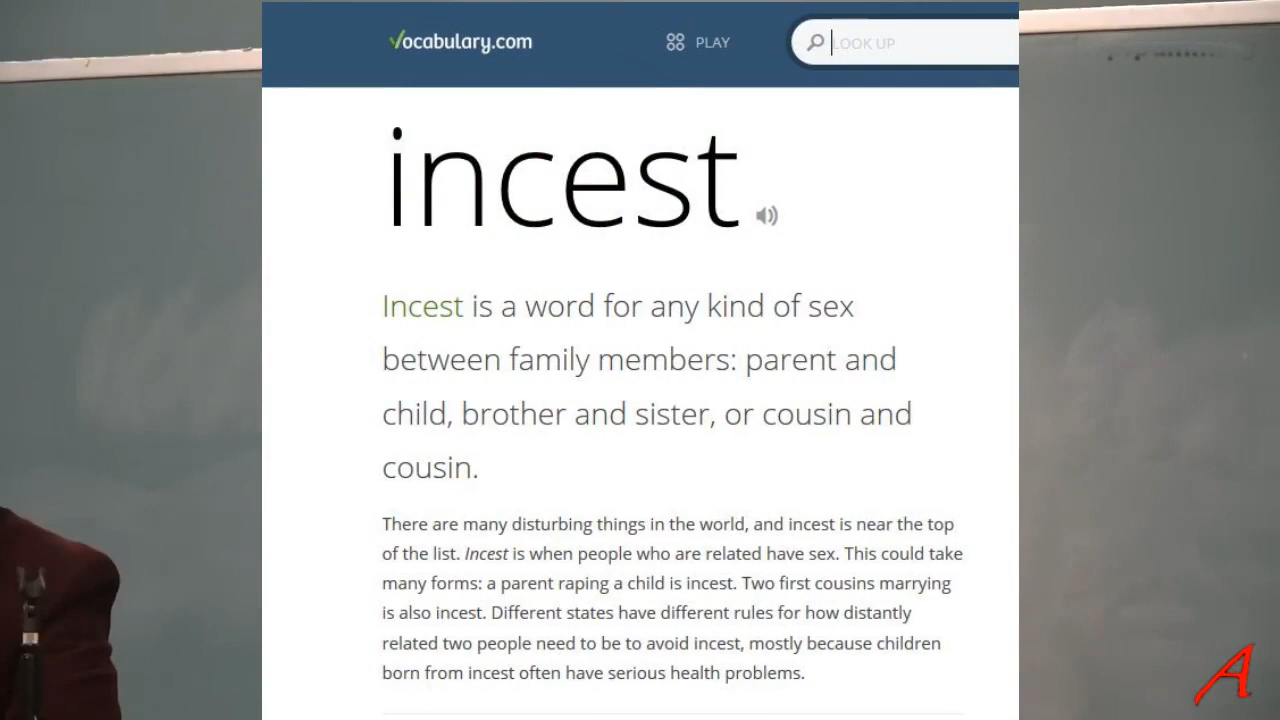 Vocabulary.com PLAY LOOK UP
incest
Incest is a word for any kind of sex
between family members: parent and
child, brother and sister, or cousin and
cousin.
There are many disturbing things in the world, and incest is near the top
of the list. Incest is when people who are related have sex. This could take
many forms: a parent raping a child is incest. Two first cousins marrying
is also incest. Different states have different rules for how distantly
related two people need to be to avoid incest, mostly because children
born from incest often have serious health problems.
A